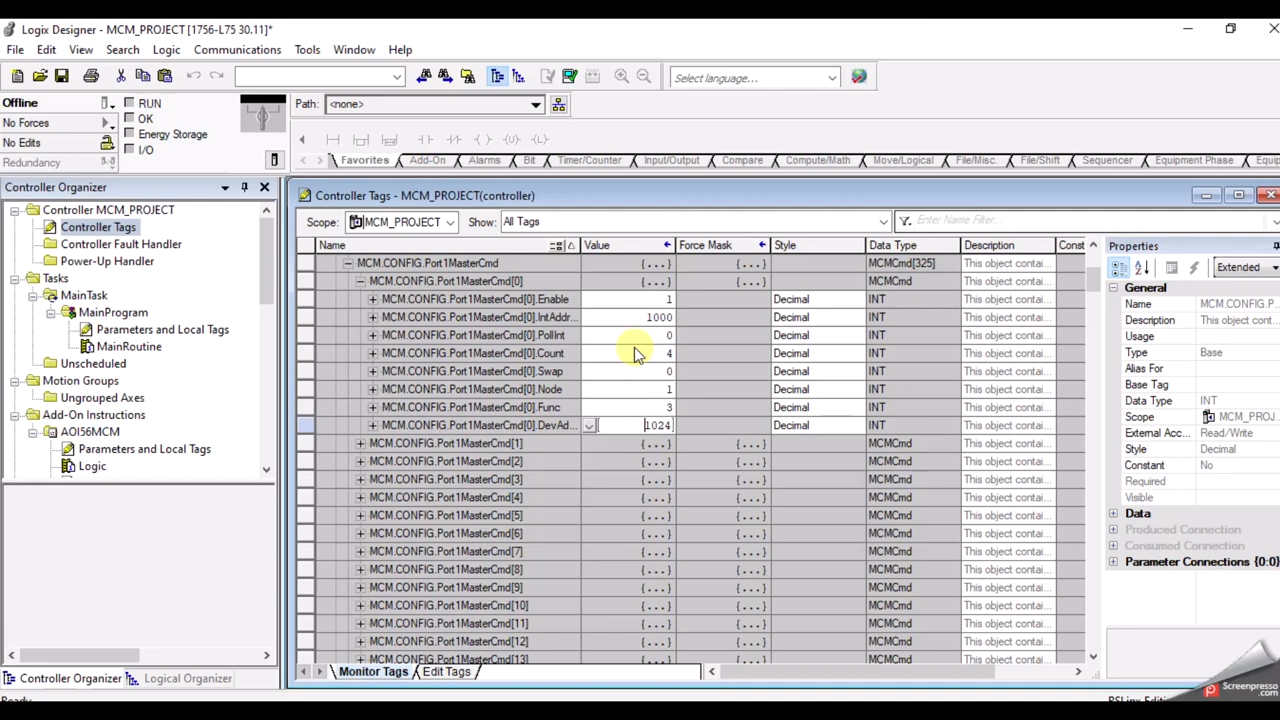 Logix Designer - MCM_PROJECT [1756-L75 30.11]*
File Edit View Search Logic Communications Tools Window Help
Select language...
Offline RUN
No Forces OK
No Edits Energy Storage
Redundancy I/O
Path: <none>
Favorites Add-On Alarms Bit Timer/Counter Input/Output Compare Compute/Math Move/Logical File/Misc. File/Shift Sequencer Equipment Phase Equip
Controller Organizer
Controller MCM_PROJECT
Controller Tags
Controller Fault Handler
Power-Up Handler
Tasks
MainTask
MainProgram
Parameters and Local Tags
MainRoutine
Unscheduled
Motion Groups
Ungrouped Axes
Add-On Instructions
AOI56MCM
Parameters and Local Tags
Logic
Controller Organizer Logical Organizer
Controller Tags - MCM_PROJECT(controller)
Scope: MCM_PROJECT Show: All Tags Enter Name Filter...
Name Value Force Mask Style Data Type Description Const
MCM.CONFIG.Port1MasterCmd {...} {...} MCMCmd[325] This object contai...
MCM.CONFIG.Port1MasterCmd[0] {...} {...} MCMCmd This object contai...
MCM.CONFIG.Port1MasterCmd[0].Enable 1 Decimal INT This object contai...
MCM.CONFIG.Port1MasterCmd[0].IntAddr... 1000 Decimal INT This object contai...
MCM.CONFIG.Port1MasterCmd[0].PollInt 0 Decimal INT This object contai...
MCM.CONFIG.Port1MasterCmd[0].Count 4 Decimal INT This object contai...
MCM.CONFIG.Port1MasterCmd[0].Swap 0 Decimal INT This object contai...
MCM.CONFIG.Port1MasterCmd[0].Node 1 Decimal INT This object contai...
MCM.CONFIG.Port1MasterCmd[0].Func 3 Decimal INT This object contai...
MCM.CONFIG.Port1MasterCmd[0].DevAd... 1024 Decimal INT This object contai...
MCM.CONFIG.Port1MasterCmd[1] {...} {...} MCMCmd This object contai...
MCM.CONFIG.Port1MasterCmd[2] {...} {...} MCMCmd This object contai...
MCM.CONFIG.Port1MasterCmd[3] {...} {...} MCMCmd This object contai...
MCM.CONFIG.Port1MasterCmd[4] {...} {...} MCMCmd This object contai...
MCM.CONFIG.Port1MasterCmd[5] {...} {...} MCMCmd This object contai...
MCM.CONFIG.Port1MasterCmd[6] {...} {...} MCMCmd This object contai...
MCM.CONFIG.Port1MasterCmd[7] {...} {...} MCMCmd This object contai...
MCM.CONFIG.Port1MasterCmd[8] {...} {...} MCMCmd This object contai...
MCM.CONFIG.Port1MasterCmd[9] {...} {...} MCMCmd This object contai...
MCM.CONFIG.Port1MasterCmd[10] {...} {...} MCMCmd This object contai...
MCM.CONFIG.Port1MasterCmd[11] {...} {...} MCMCmd This object contai...
MCM.CONFIG.Port1MasterCmd[12] {...} {...} MCMCmd This object contai...
MCM.CONFIG.Port1MasterCmd[13] {...} {...} MCMCmd This object contai...
Monitor Tags Edit Tags
Properties
Extended
General
Name MCM.CONFIG.P
Description This object cont...
Usage
Type Base
Alias For
Base Tag
Data Type INT
Scope MCM_PROJ...
External Acc... Read/Write
Style Decimal
Constant No
Required
Visible
Data
Produced Connection
Consumed Connection
Parameter Connections {0:0}
Screenpresso
.com
Ready